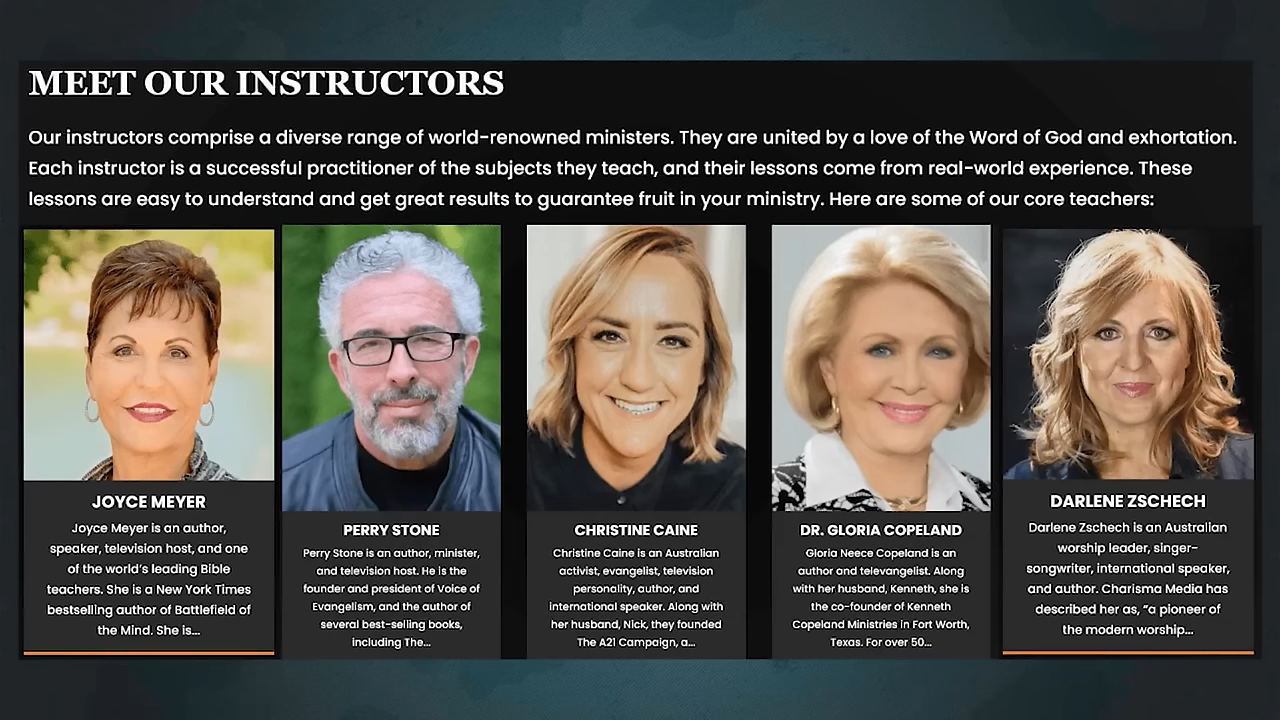 MEET OUR INSTRUCTORS
Our instructors comprise a diverse range of world-renowned ministers. They are united by a love of the Word of God and exhortation.
Each instructor is a successful practitioner of the subjects they teach, and their lessons come from real-world experience. These
lessons are easy to understand and get great results to guarantee fruit in your ministry. Here are some of our core teachers:
JOYCE MEYER
Joyce Meyer is an author,
speaker, television host, and one
of the world's leading Bible
teachers. She is a New York Times
bestselling author of Battlefield of
the Mind. She is...
PERRY STONE
Perry Stone is an author, minister,
and television host. He is the
founder and president of Voice of
Evangelism, and the author of
several best-selling books,
including The...
CHRISTINE CAINE
Christine Caine is an Australian
activist, evangelist, television
personality, author, and
international speaker. Along with
her husband, Nick, they founded
The A21 Campaign, a...
DR. GLORIA COPELAND
Gloria Neece Copeland is an
author and televangelist. Along
with her husband, Kenneth, she is
the co-founder of Kenneth
Copeland Ministries in Fort Worth,
Texas. For over 50...
DARLENE ZSCHECH
Darlene Zschech is an Australian
worship leader, singer-
songwriter, international speaker,
and author. Charisma Media has
described her as, "a pioneer of
the modern worship...